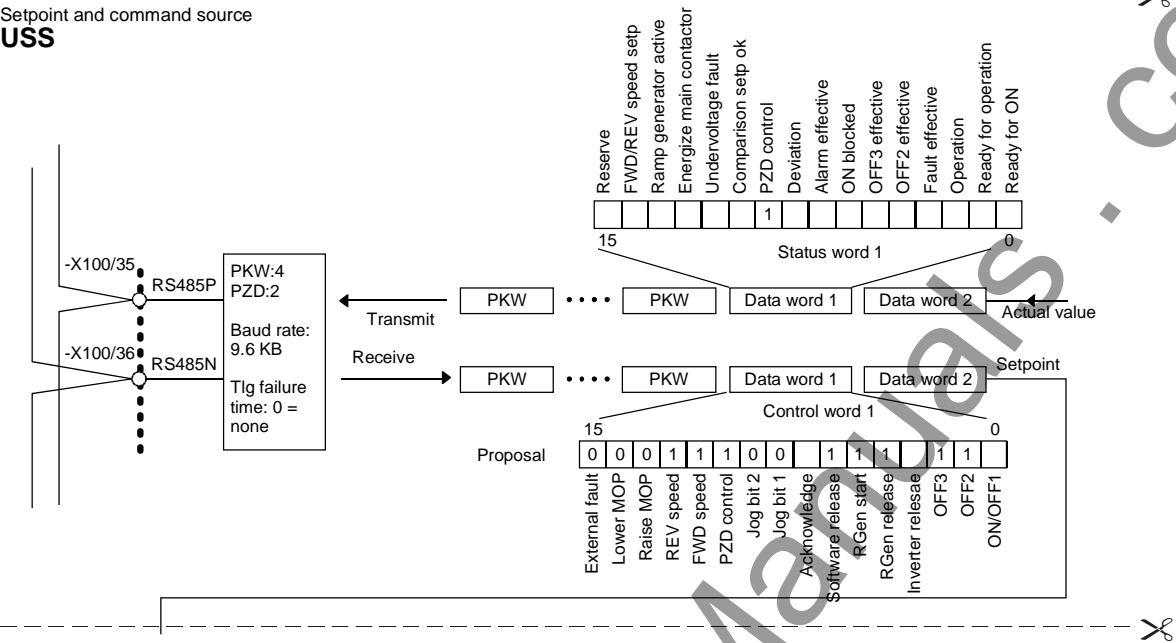 Setpoint and command source
USS
Reserve
FWD/REV speed setp
Ramp generator active
Energize main contactor
Undervoltage fault
Comparison setp ok
PZD control
Deviation
Alarm effective
ON blocked
OFF3 effective
OFF2 effective
Fault effective
Operation
Ready for operation
Ready for ON
1
15
0
Status word 1
-X100/35
RS485P
PKW:4
PZD:2
Baud rate:
9.6 KB
Tlg failure
time: 0 =
none
-X100/36
RS485N
Transmit
PKW
PKW
Data word 1
Data word 2
Actual value
Receive
PKW
PKW
Data word 1
Data word 2
Setpoint
Control word 1
15
0
Proposal
0 0 0 1 1 1 0 0 1 1 1 1 1
External fault
Lower MOP
Raise MOP
REV speed
FWD speed
PZD control
Jog bit 2
Jog bit 1
Acknowledge
Software release
RGen start
RGen release
Inverter relesae
OFF3
OFF2
ON/OFF1
Manuals . co